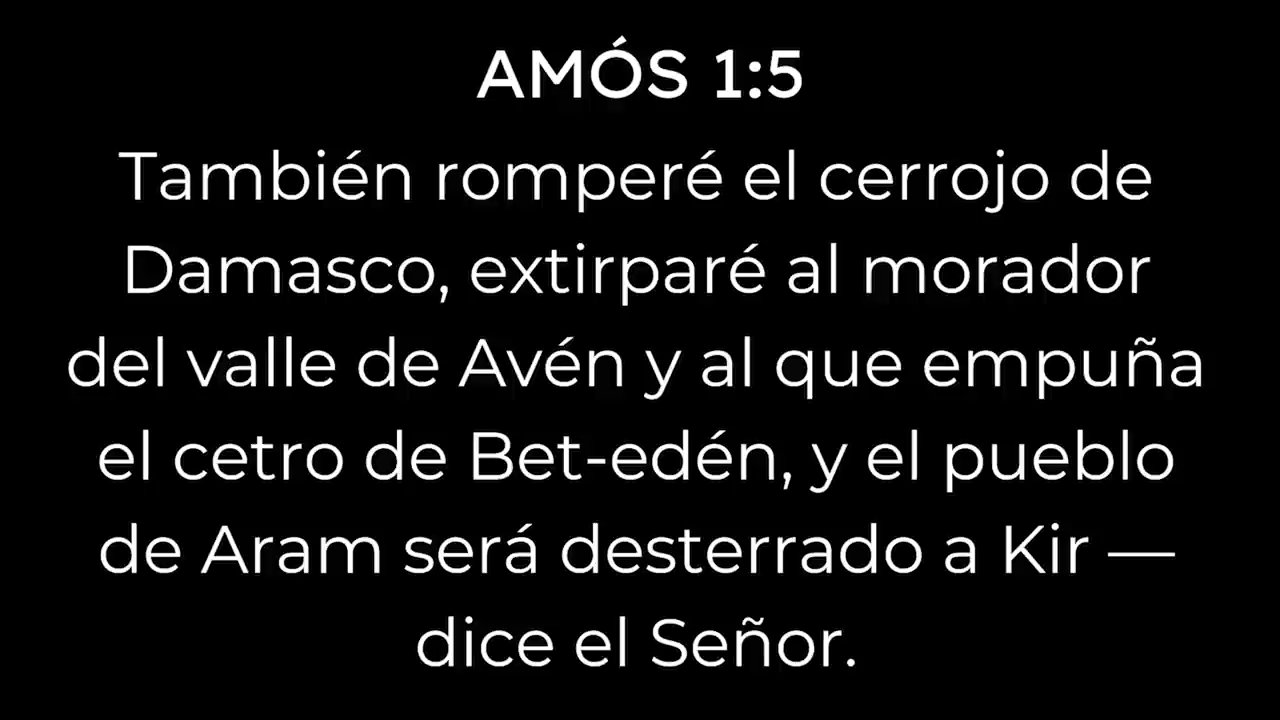 AMÓS 1:5
También romperé el cerrojo de
Damasco, extirparé al morador
del valle de Avén y al que empuña
el cetro de Bet-edén, y el pueblo
de Aram será desterrado a Kir —
dice el Señor.